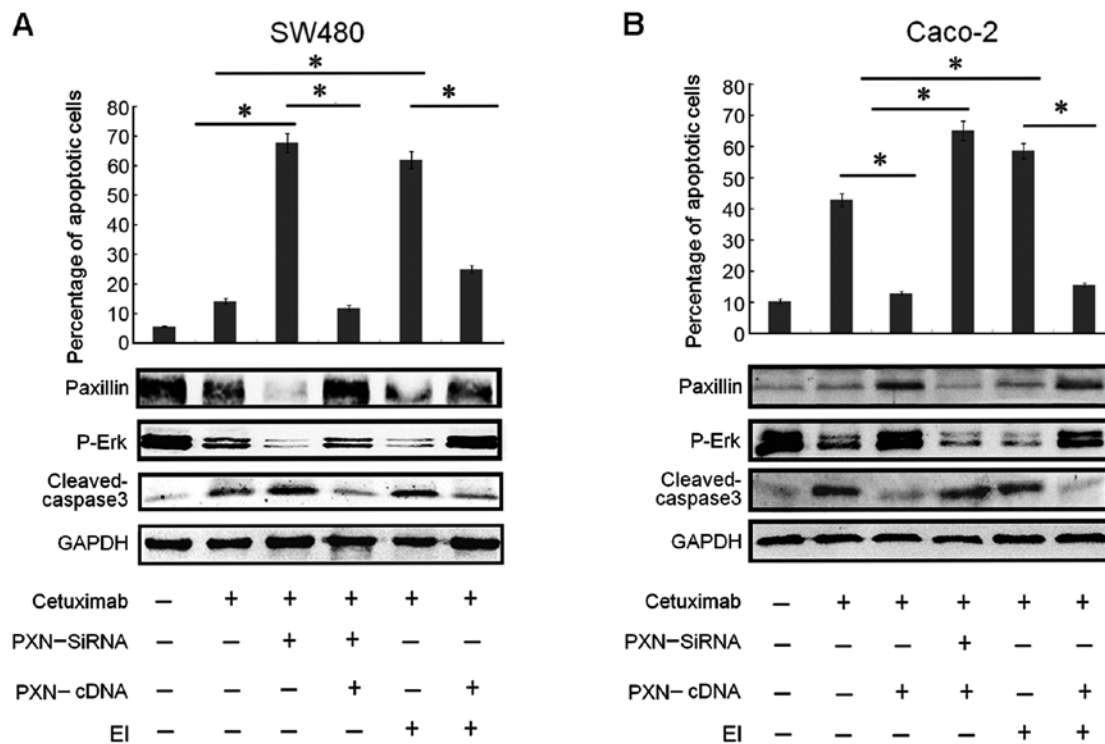 A
SW480
*
*
*
*
Percentage of apoptotic cells
80
70
60
50
40
30
20
10
0
Paxillin
P-Erk
Cleaved-
caspase3
GAPDH
Cetuximab − + + + + +
PXN−SiRNA − − + + − −
PXN− cDNA − − − + − +
EI − − − − + +
B
Caco-2
*
*
*
*
Percentage of apoptotic cells
80
70
60
50
40
30
20
10
0
Paxillin
P-Erk
Cleaved-
caspase3
GAPDH
Cetuximab − + + + + +
PXN−SiRNA − − − + − −
PXN− cDNA − − + + − +
EI − − − − + +